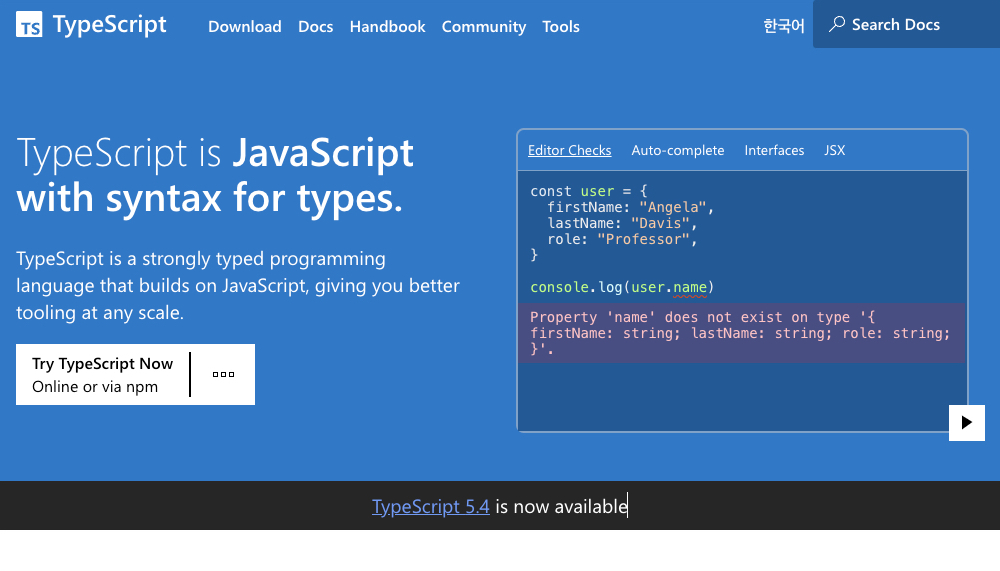 TS TypeScript
Download Docs Handbook Community Tools
한국어
Search Docs
TypeScript is JavaScript
with syntax for types.
TypeScript is a strongly typed programming
language that builds on JavaScript, giving you better
tooling at any scale.
Try TypeScript Now
Online or via npm
Editor Checks Auto-complete Interfaces JSX
const user = {
  firstName: "Angela",
  lastName: "Davis",
  role: "Professor",
}
console.log(user.name)
Property 'name' does not exist on type '{
firstName: string; lastName: string; role: string;
}'.
TypeScript 5.4 is now available